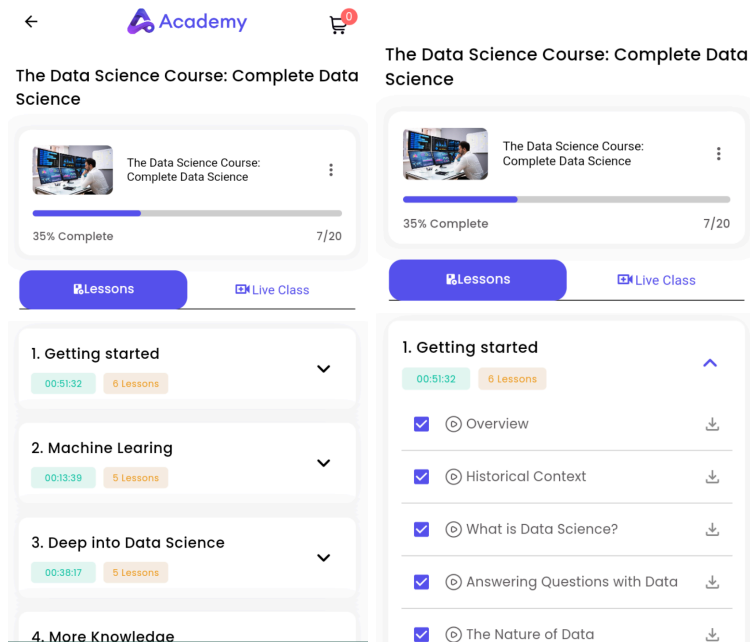 Academy
0
The Data Science Course: Complete Data
Science
The Data Science Course:
Complete Data Science
35% Complete
7/20
Lessons
Live Class
1. Getting started
00:51:32
6 Lessons
2. Machine Learing
00:13:39
5 Lessons
3. Deep into Data Science
00:38:17
5 Lessons
4. More Knowledge
The Data Science Course: Complete Data
Science
The Data Science Course:
Complete Data Science
35% Complete
7/20
Lessons
Live Class
1. Getting started
00:51:32
6 Lessons
Overview
Historical Context
What is Data Science?
Answering Questions with Data
The Nature of Data